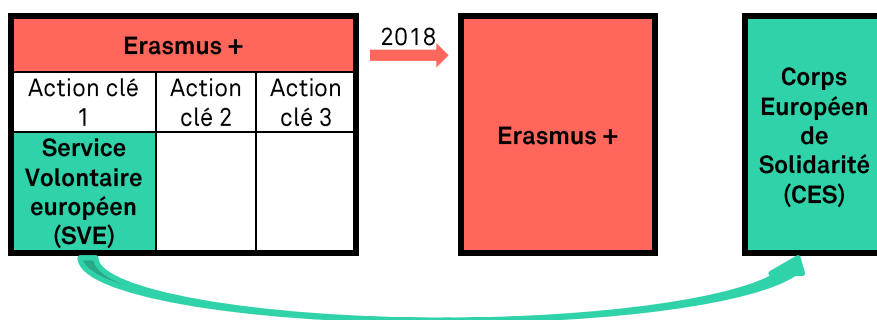 Erasmus +
2018
Action clé
1
Action
clé 2
Action
clé 3
Service
Volontaire
européen
(SVE)
Erasmus +
Corps
Européen
de
Solidarité
(CES)